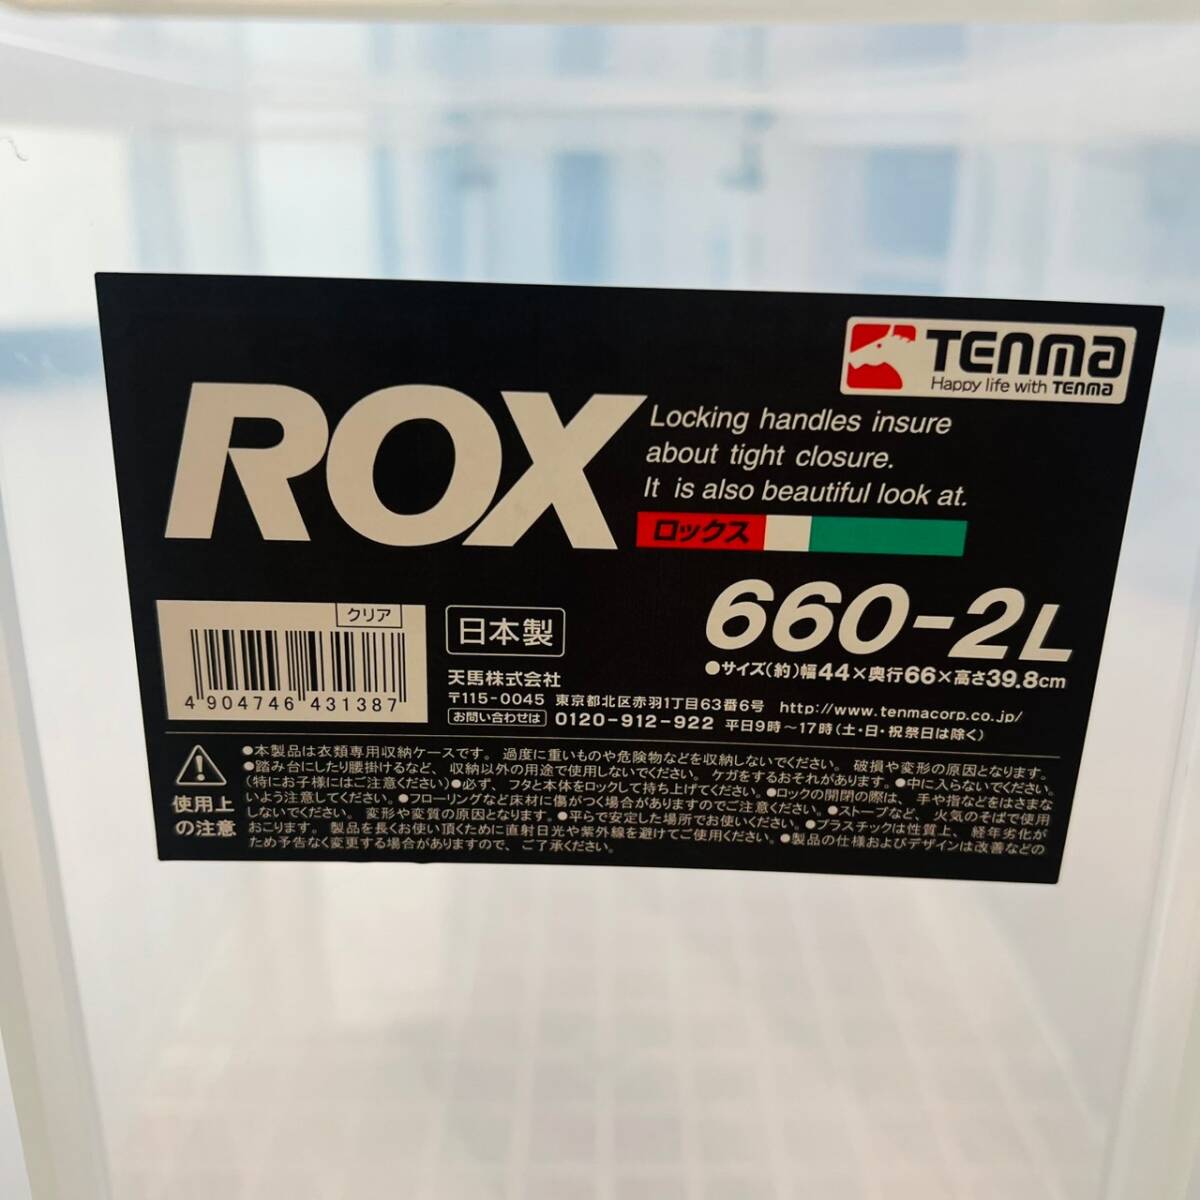 TENMA
Happy life with TENMA
ROX
Locking handles insure
about tight closure.
It is also beautiful look at.
ロックス
660-2L
●サイズ(約)幅44×奥行66×高さ39.8cm
クリア
4 904746 431387
日本製
天馬株式会社
〒115-0045 東京都北区赤羽1丁目63番6号 http://www.tenmacorp.co.jp/
お問い合わせは 0120-912-922 平日9時~17時(土・日・祝祭日は除く)
使用上
の注意
●本製品は衣類専用収納ケースです。過度に重いものや危険物などを収納しないでください。破損や変形の原因となります。
●踏み台にしたり腰掛けるなど、収納以外の用途で使用しないでください。ケガをするおそれがあります。●中に入らないでください。
(特にお子様にはご注意ください)●必ず、フタと本体をロックして持ち上げてください。●ロックの開閉の際は、手や指などをはさまな
いよう注意してください。●フローリングなど床材に傷がつく場合がありますのでご注意ください。●ストーブなど、火気のそばで使用
しないでください。変形や変質の原因となります。●平らで安定した場所でお使いください。●プラスチックは性質上、経年劣化が
おこります。製品を長くお使い頂くために直射日光や紫外線を避けてご使用ください。●製品の仕様およびデザインは改善などの
ため予告なく変更する場合がありますので、ご了承ください。